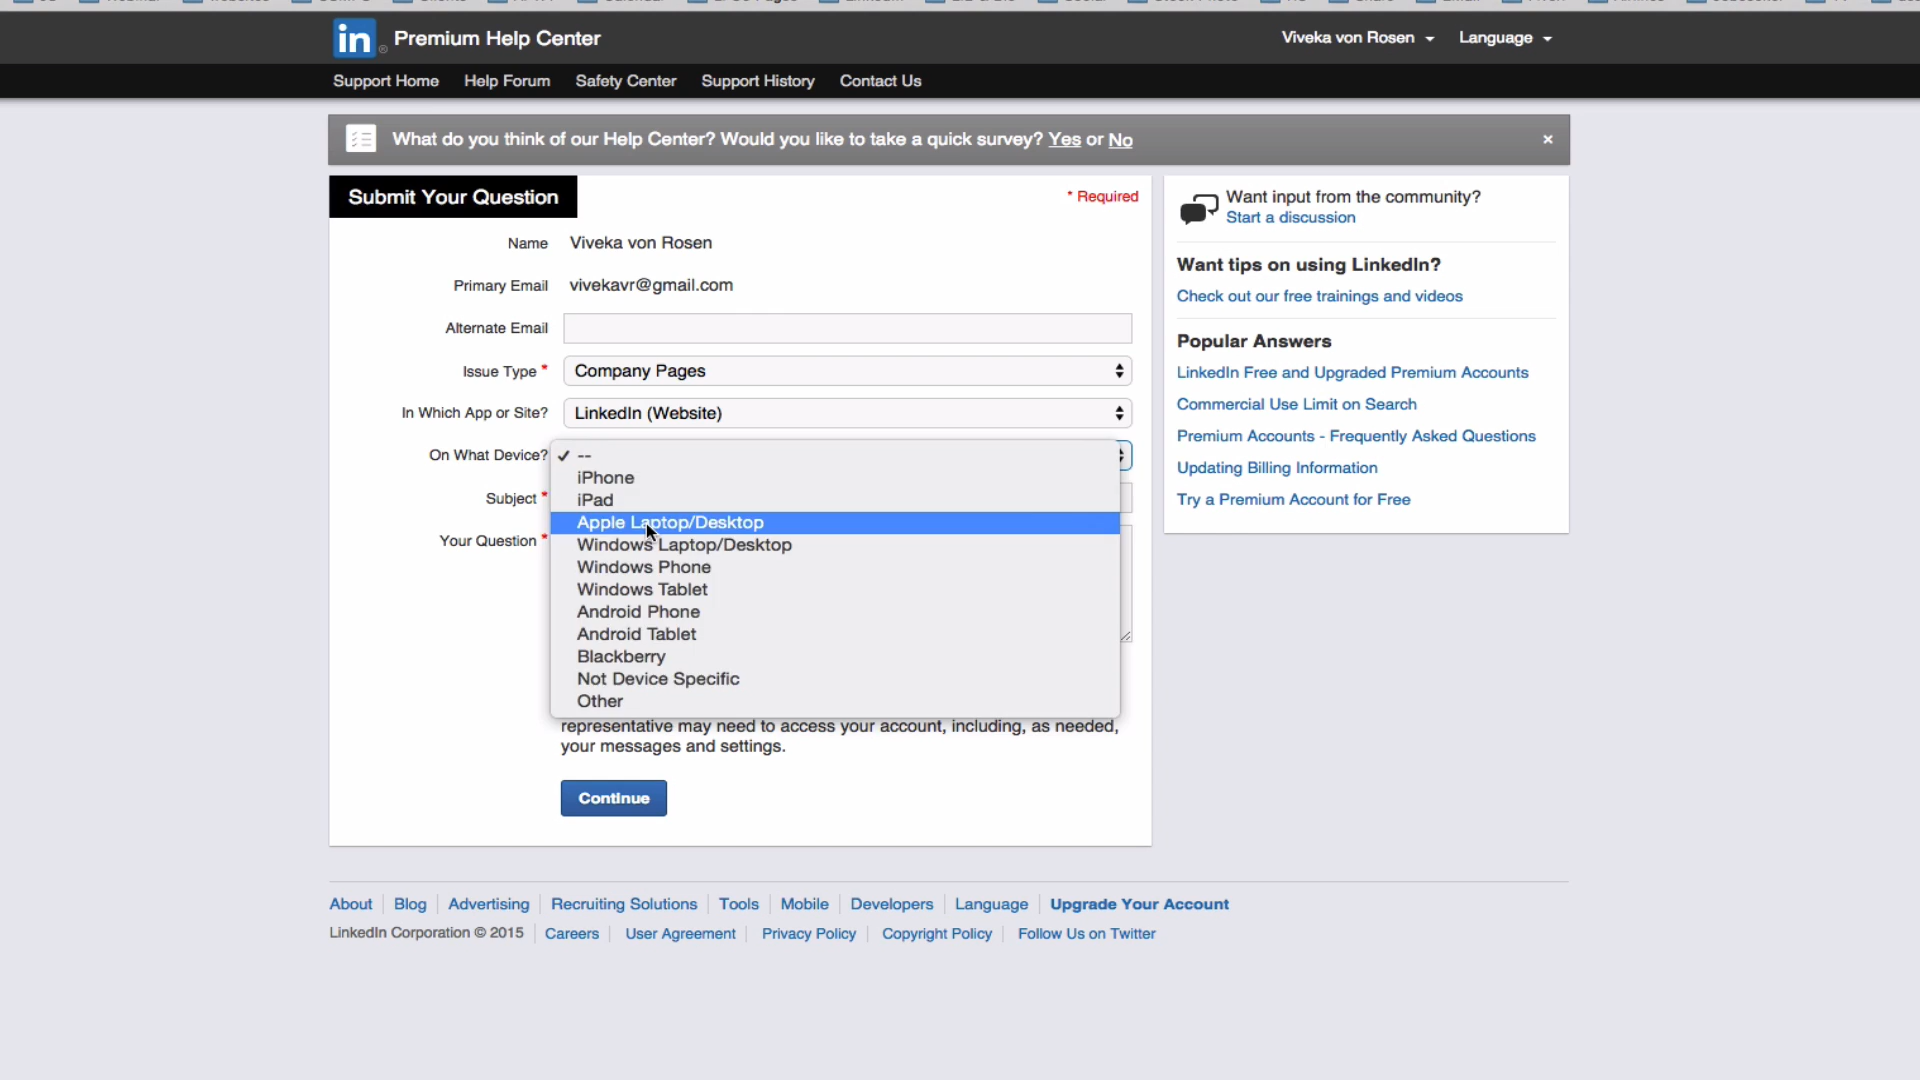 in Premium Help Center
Viveka von Rosen Language
Support Home Help Forum Safety Center Support History Contact Us
What do you think of our Help Center? Would you like to take a quick survey? Yes or No ×
Submit Your Question
* Required
Name Viveka von Rosen
Primary Email vivekavr@gmail.com
Alternate Email
Issue Type * Company Pages
In Which App or Site? LinkedIn (Website)
On What Device? ✓ --
iPhone
Subject * iPad
Apple Laptop/Desktop
Your Question * Windows Laptop/Desktop
Windows Phone
Windows Tablet
Android Phone
Android Tablet
Blackberry
Not Device Specific
Other
representative may need to access your account, including, as needed,
your messages and settings.
Continue
Want input from the community?
Start a discussion
Want tips on using LinkedIn?
Check out our free trainings and videos
Popular Answers
LinkedIn Free and Upgraded Premium Accounts
Commercial Use Limit on Search
Premium Accounts - Frequently Asked Questions
Updating Billing Information
Try a Premium Account for Free
About Blog Advertising Recruiting Solutions Tools Mobile Developers Language Upgrade Your Account
LinkedIn Corporation © 2015 Careers User Agreement Privacy Policy Copyright Policy Follow Us on Twitter